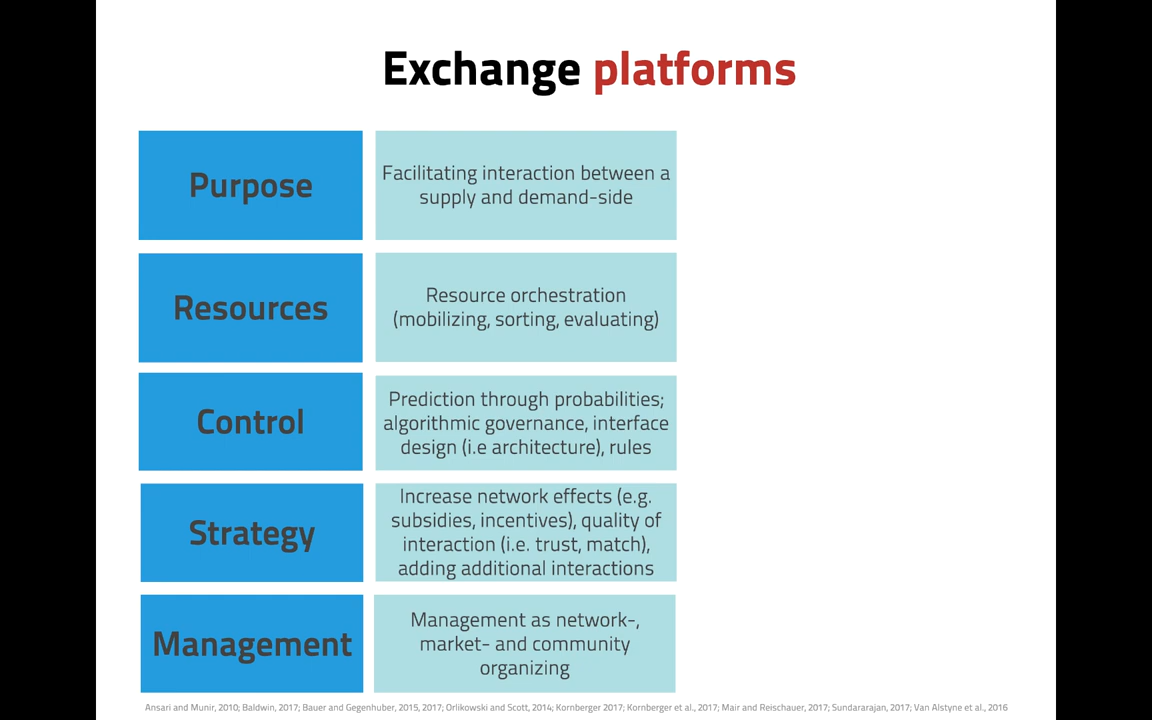 Exchange platforms
Purpose
Facilitating interaction between a
supply and demand-side
Resources
Resource orchestration
(mobilizing, sorting, evaluating)
Control
Prediction through probabilities;
algorithmic governance, interface
design (i.e architecture), rules
Strategy
Increase network effects (e.g.
subsidies, incentives), quality of
interaction (i.e. trust, match),
adding additional interactions
Management
Management as network-,
market- and community
organizing
Ansari and Munir, 2010; Baldwin, 2017; Bauer and Gegenhuber, 2015, 2017; Orlikowski and Scott, 2014; Kornberger 2017; Kornberger et al., 2017; Mair and Reischauer, 2017; Sundararajan, 2017; Van Alstyne et al., 2016